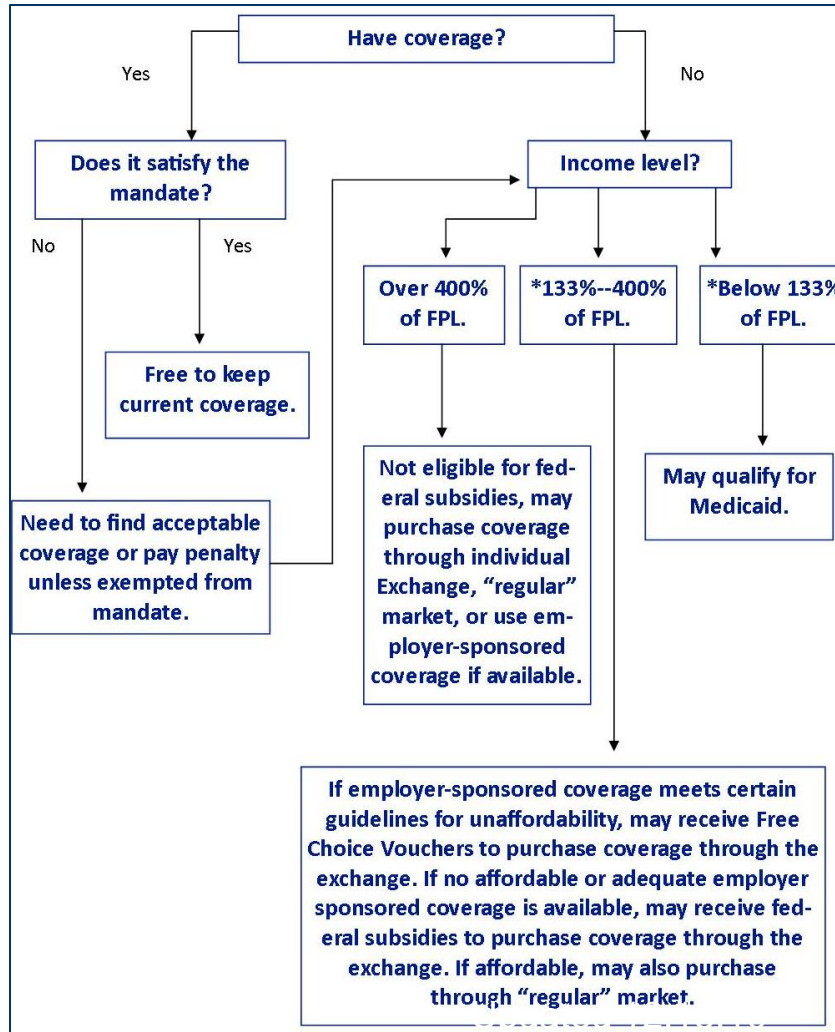 Have coverage?
Yes
No
Does it satisfy the
mandate?
Income level?
No
Yes
Over 400%
of FPL.
*133%--400%
of FPL.
*Below 133%
of FPL.
Free to keep
current coverage.
Not eligible for fed-
eral subsidies, may
purchase coverage
through individual
Exchange, “regular”
market, or use em-
ployer-sponsored
coverage if available.
May qualify for
Medicaid.
Need to find acceptable
coverage or pay penalty
unless exempted from
mandate.
If employer-sponsored coverage meets certain
guidelines for unaffordability, may receive Free
Choice Vouchers to purchase coverage through the
exchange. If no affordable or adequate employer
sponsored coverage is available, may receive fed-
eral subsidies to purchase coverage through the
exchange. If affordable, may also purchase
through “regular” market.